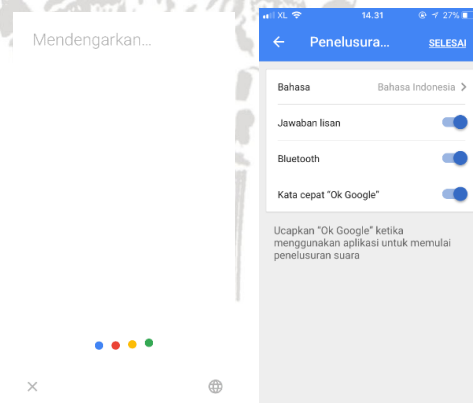 Mendengarkan...
XL 14.31 27%
Penelusura... SELESAI
Bahasa Bahasa Indonesia
Jawaban lisan
Bluetooth
Kata cepat "Ok Google"
Ucapkan "Ok Google" ketika
menggunakan aplikasi untuk memulai
penelusuran suara